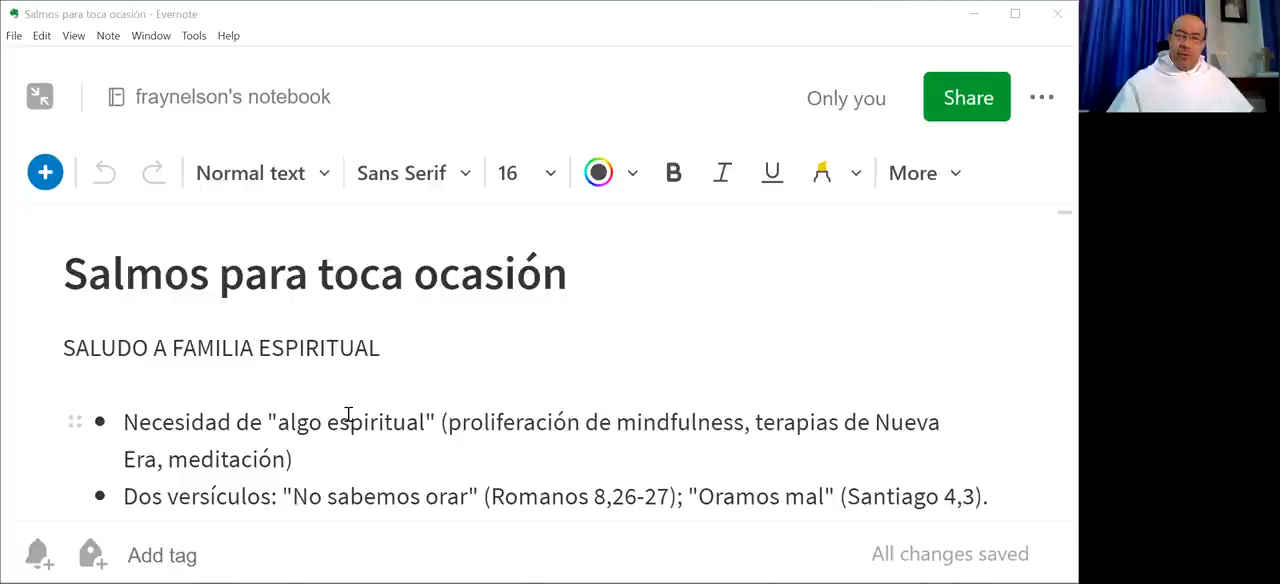 Salmos para toca ocasión - Evernote
File Edit View Note Window Tools Help
fraynelson's notebook
Only you
Share
Normal text
Sans Serif
16
B I U
More
Salmos para toca ocasión
SALUDO A FAMILIA ESPIRITUAL
• Necesidad de "algo espiritual" (proliferación de mindfulness, terapias de Nueva
Era, meditación)
• Dos versículos: "No sabemos orar" (Romanos 8,26-27); "Oramos mal" (Santiago 4,3).
Add tag
All changes saved